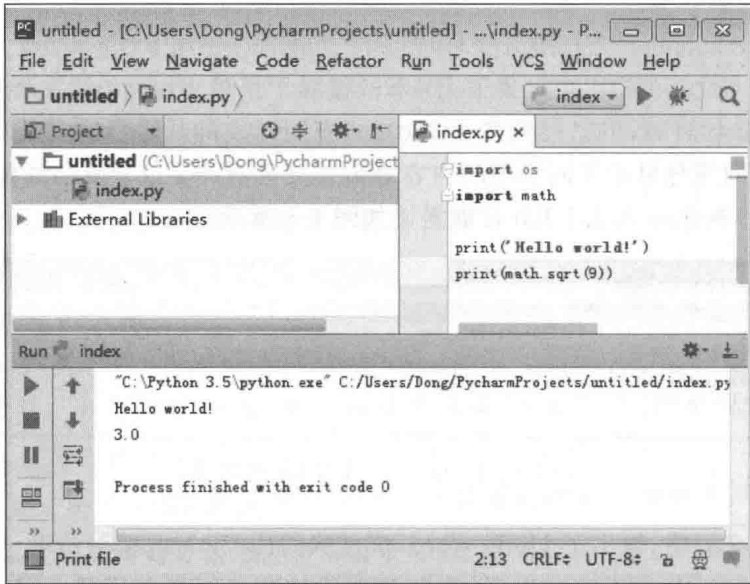 PC untitled - [C:\Users\Dong\PycharmProjects\untitled] - ...\index.py - P...
File Edit View Navigate Code Refactor Run Tools VCS Window Help
untitled index.py index
Project
index.py ×
untitled (C:\Users\Dong\PycharmProject
index.py
External Libraries
import os
import math
print('Hello world!')
print(math.sqrt(9))
Run index
"C:\Python 3.5\python.exe" C:/Users/Dong/PycharmProjects/untitled/index.py
Hello world!
3.0
Process finished with exit code 0
Print file 2:13 CRLF UTF-8